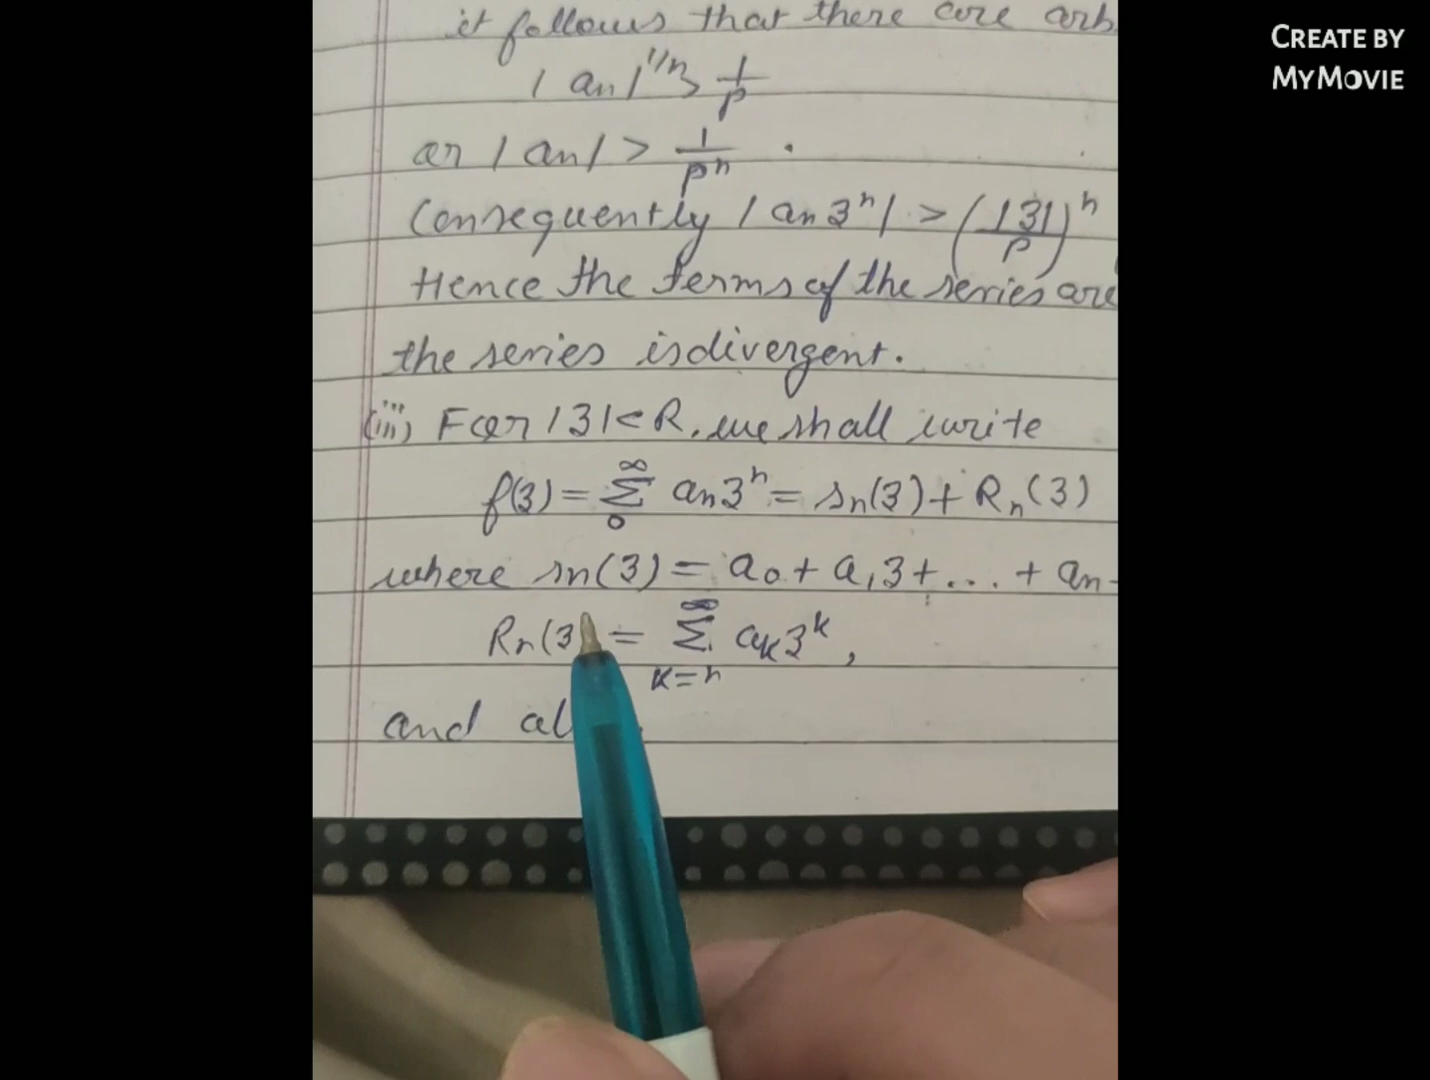 it follows that there are arb
|an|^1/n > 1/ρ
or |an| > 1/ρ^n .
Consequently |an z^n| > (|z|/ρ)^n
Hence the terms of the series are
the series is divergent.
(iii) For |z| < R, we shall write
f(z) = ∞Σ0 an z^n = sn(z) + Rn(z)
where sn(z) = a0 + a1z + ... + an-
Rn(z) = ∞Σk=n ak z^k,
and al
CREATE BY
MYMOVIE